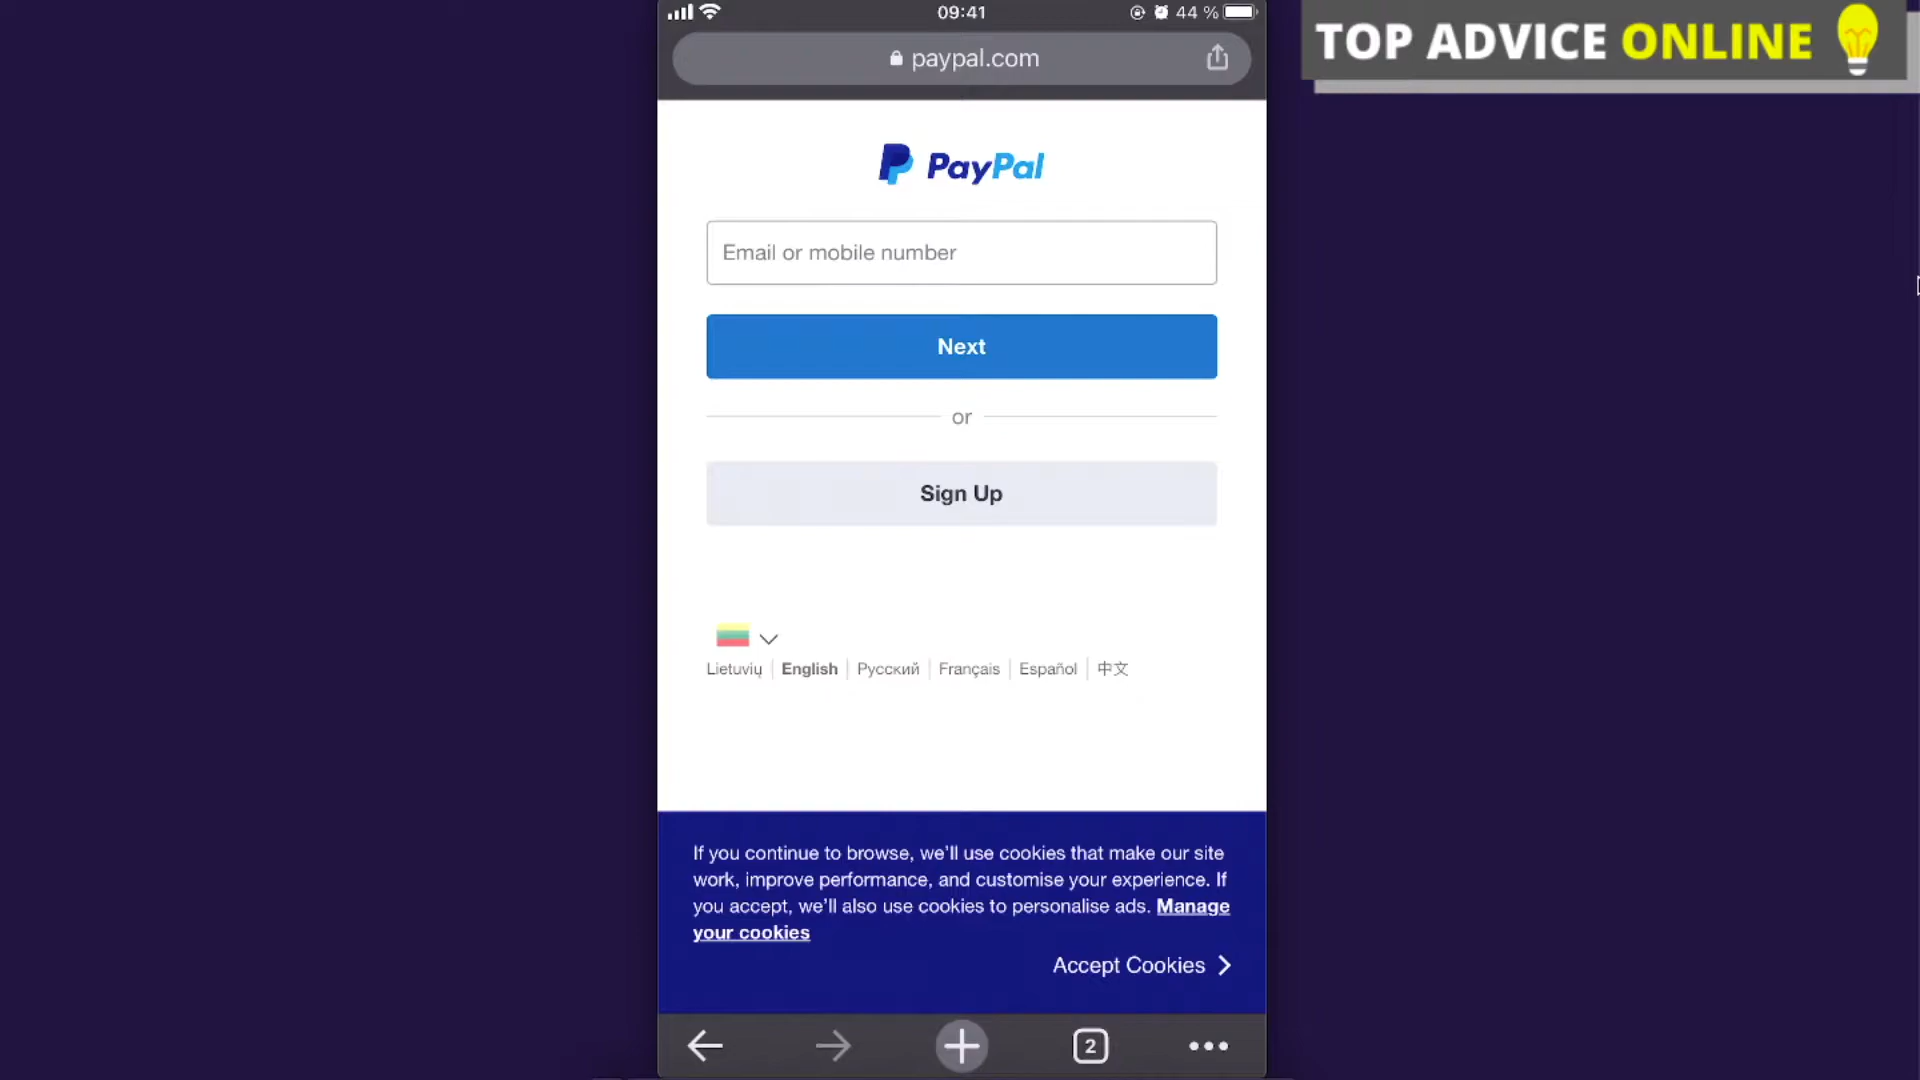 09:41
44 %
paypal.com
TOP ADVICE ONLINE
PayPal
Email or mobile number
Next
or
Sign Up
Lietuvių English Русский Français Español 中文
If you continue to browse, we'll use cookies that make our site
work, improve performance, and customise your experience. If
you accept, we'll also use cookies to personalise ads. Manage
your cookies
Accept Cookies
2